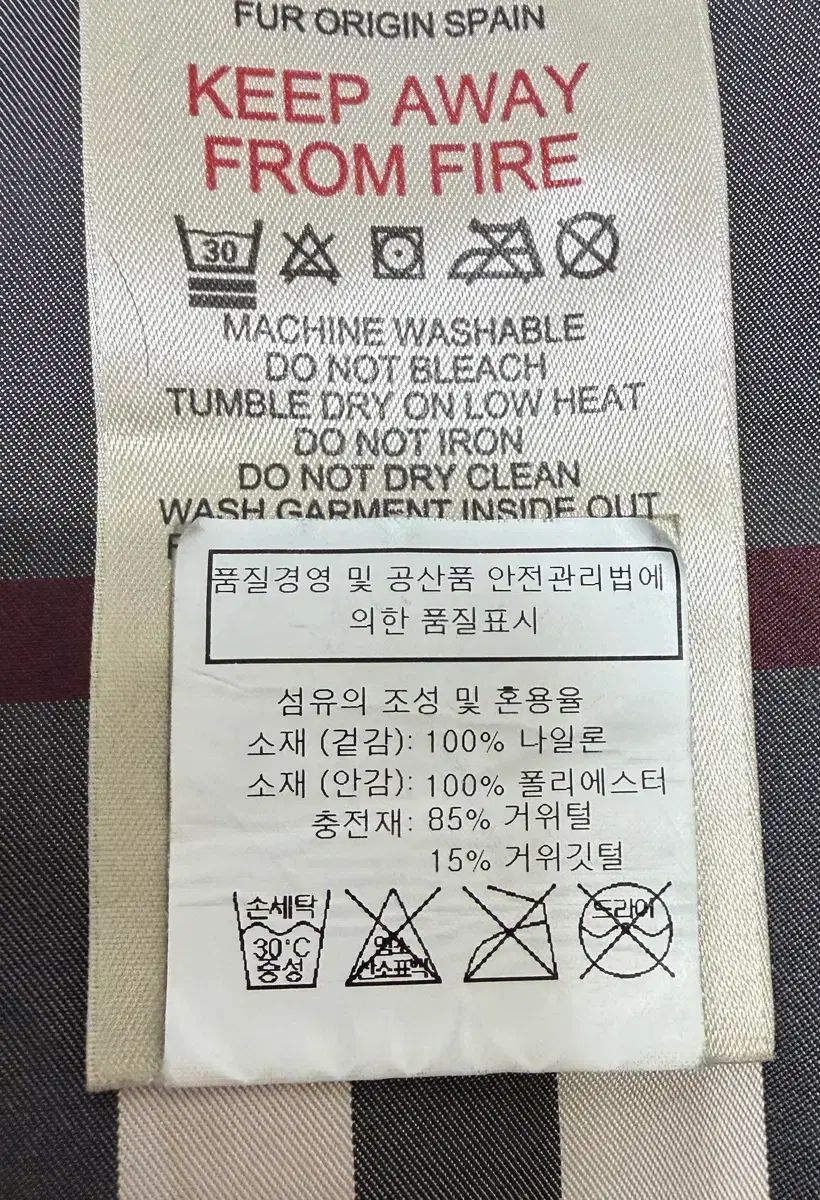 FUR ORIGIN SPAIN
KEEP AWAY
FROM FIRE
30
MACHINE WASHABLE
DO NOT BLEACH
TUMBLE DRY ON LOW HEAT
DO NOT IRON
DO NOT DRY CLEAN
WASH GARMENT INSIDE OUT
품질경영 및 공산품 안전관리법에
의한 품질표시
섬유의 조성 및 혼용율
소재 (겉감): 100% 나일론
소재 (안감): 100% 폴리에스터
충전재: 85% 거위털
15% 거위깃털
손세탁
30°C
중성
염소
산소표백
드라이